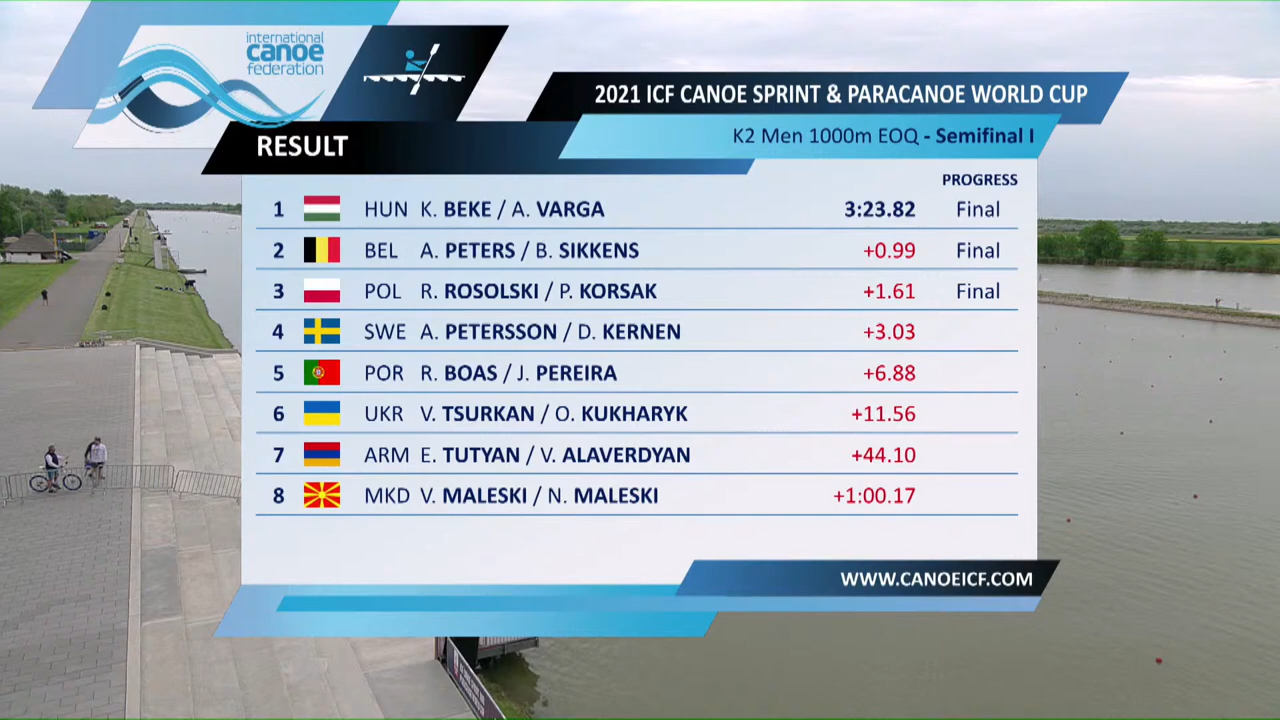 international
canoe
federation
2021 ICF CANOE SPRINT & PARACANOE WORLD CUP
K2 Men 1000m EOQ - Semifinal I
RESULT
PROGRESS
1 HUN K. BEKE / A. VARGA 3:23.82 Final
2 BEL A. PETERS / B. SIKKENS +0.99 Final
3 POL R. ROSOLSKI / P. KORSAK +1.61 Final
4 SWE A. PETERSSON / D. KERNEN +3.03
5 POR R. BOAS / J. PEREIRA +6.88
6 UKR V. TSURKAN / O. KUKHARYK +11.56
7 ARM E. TUTYAN / V. ALAVERDYAN +44.10
8 MKD V. MALESKI / N. MALESKI +1:00.17
WWW.CANOEICF.COM